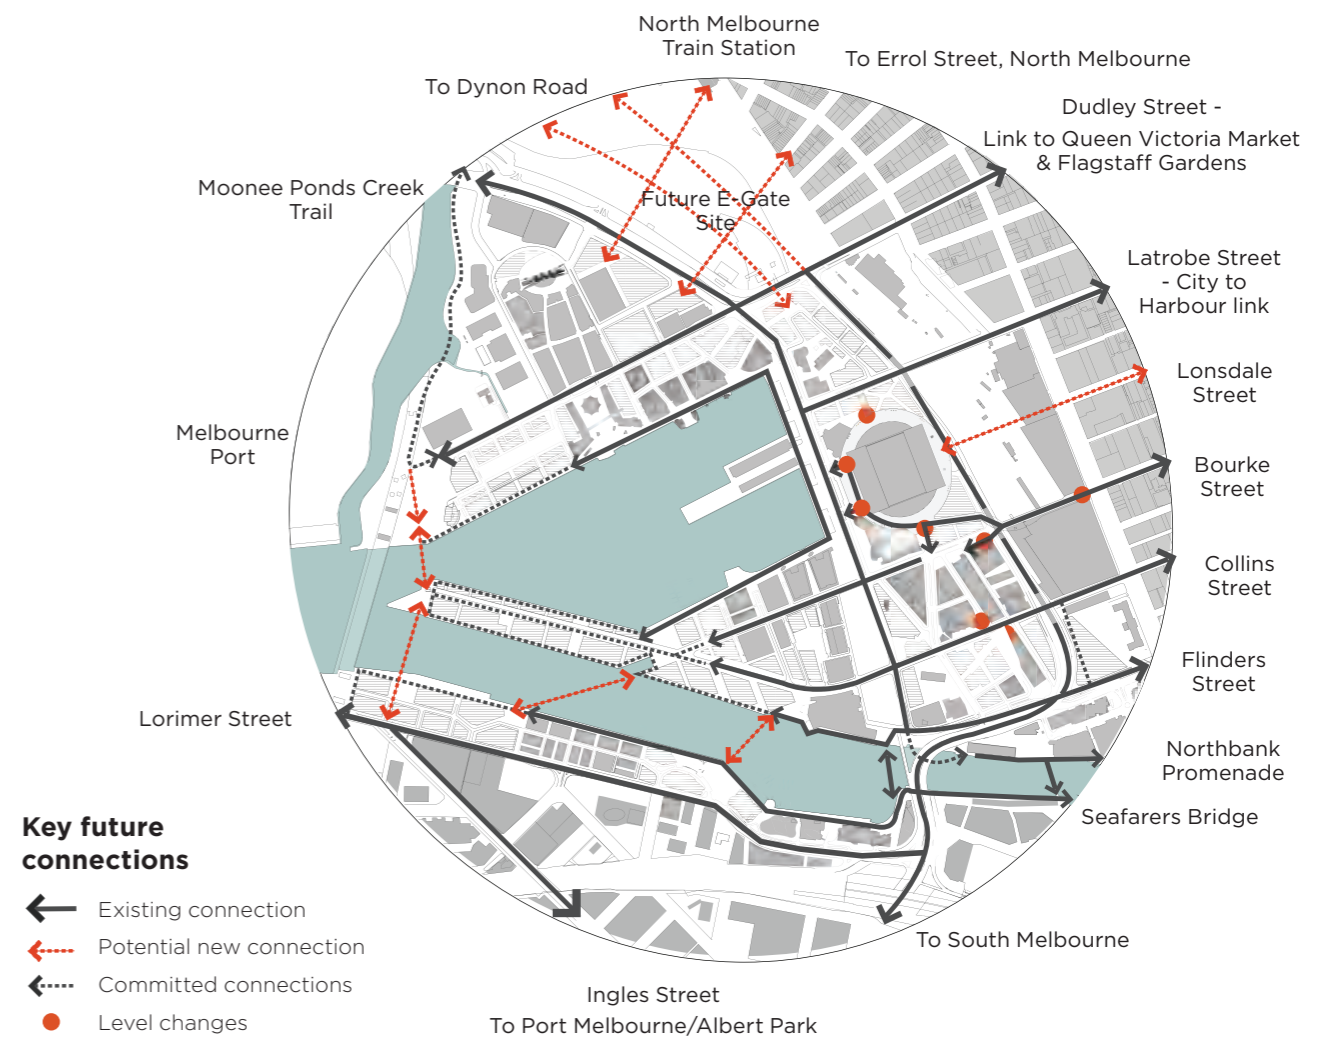 North Melbourne
Train Station
To Errol Street, North Melbourne
To Dynon Road
Dudley Street -
Link to Queen Victoria Market
& Flagstaff Gardens
Moonee Ponds Creek
Trail
Future E-Gate
Site
Latrobe Street
- City to
Harbour link
Lonsdale
Street
Melbourne
Port
Bourke
Street
Collins
Street
Flinders
Street
Lorimer Street
Northbank
Promenade
Seafarers Bridge
Key future
connections
Existing connection
Potential new connection
Committed connections
Level changes
To South Melbourne
Ingles Street
To Port Melbourne/Albert Park